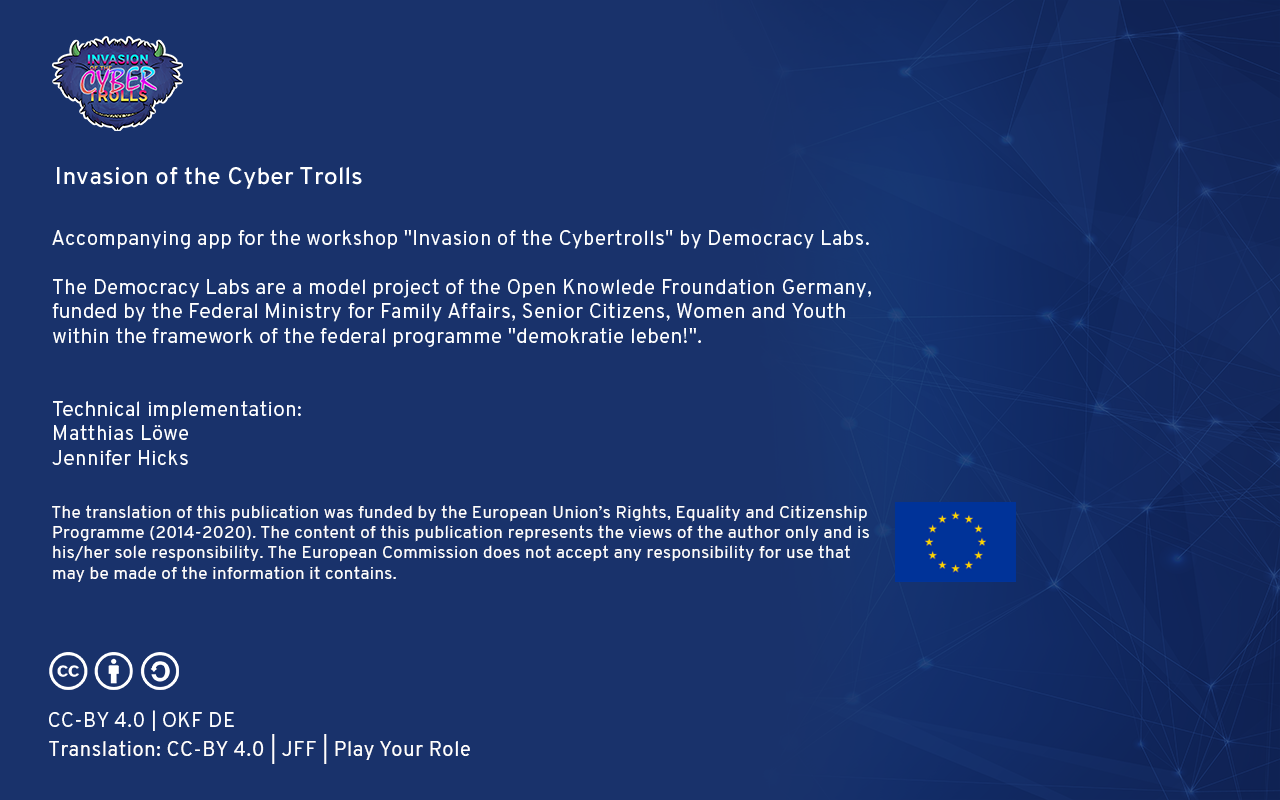 INVASION
OF THE
CYBER
TROLLS
Invasion of the Cyber Trolls
Accompanying app for the workshop "Invasion of the Cybertrolls" by Democracy Labs.
The Democracy Labs are a model project of the Open Knowlede Froundation Germany,
funded by the Federal Ministry for Family Affairs, Senior Citizens, Women and Youth
within the framework of the federal programme "demokratie leben!".
Technical implementation:
Matthias Löwe
Jennifer Hicks
The translation of this publication was funded by the European Union’s Rights, Equality and Citizenship
Programme (2014-2020). The content of this publication represents the views of the author only and is
his/her sole responsibility. The European Commission does not accept any responsibility for use that
may be made of the information it contains.
cc
CC-BY 4.0 | OKF DE
Translation: CC-BY 4.0 | JFF | Play Your Role